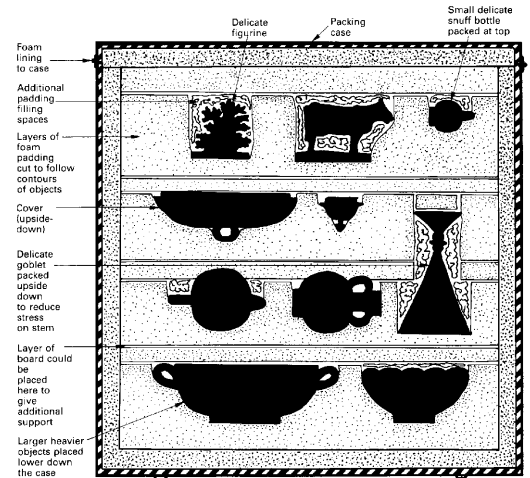 Delicate
figurine
Packing
case
Small delicate
snuff bottle
packed at top
Foam
lining
to case
Additional
padding
filling
spaces
Layers of
foam
padding
cut to follow
contours
of objects
Cover
(upside-
down)
Delicate
goblet
packed
upside
down
to reduce
stress
on stem
Layer of
board could
be
placed
here to
give
additional
support
Larger heavier
objects placed
lower down
the case